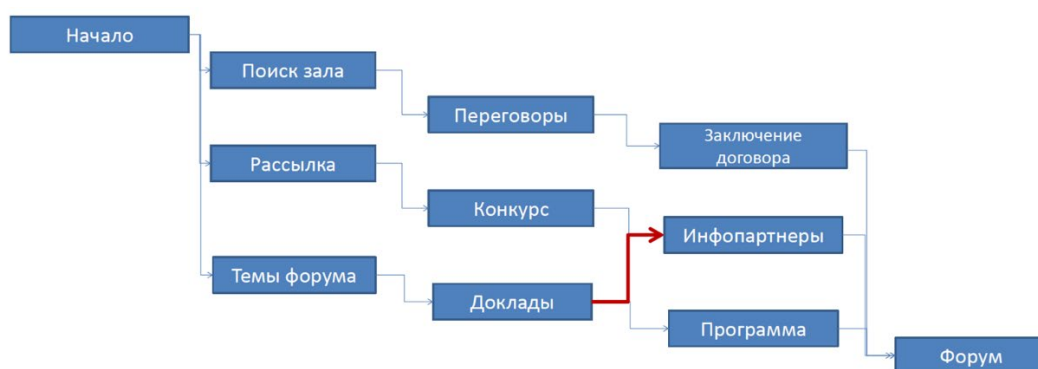 Начало
Поиск зала
Переговоры
Заключение
договора
Рассылка
Конкурс
Инфопартнеры
Темы форума
Доклады
Программа
Форум